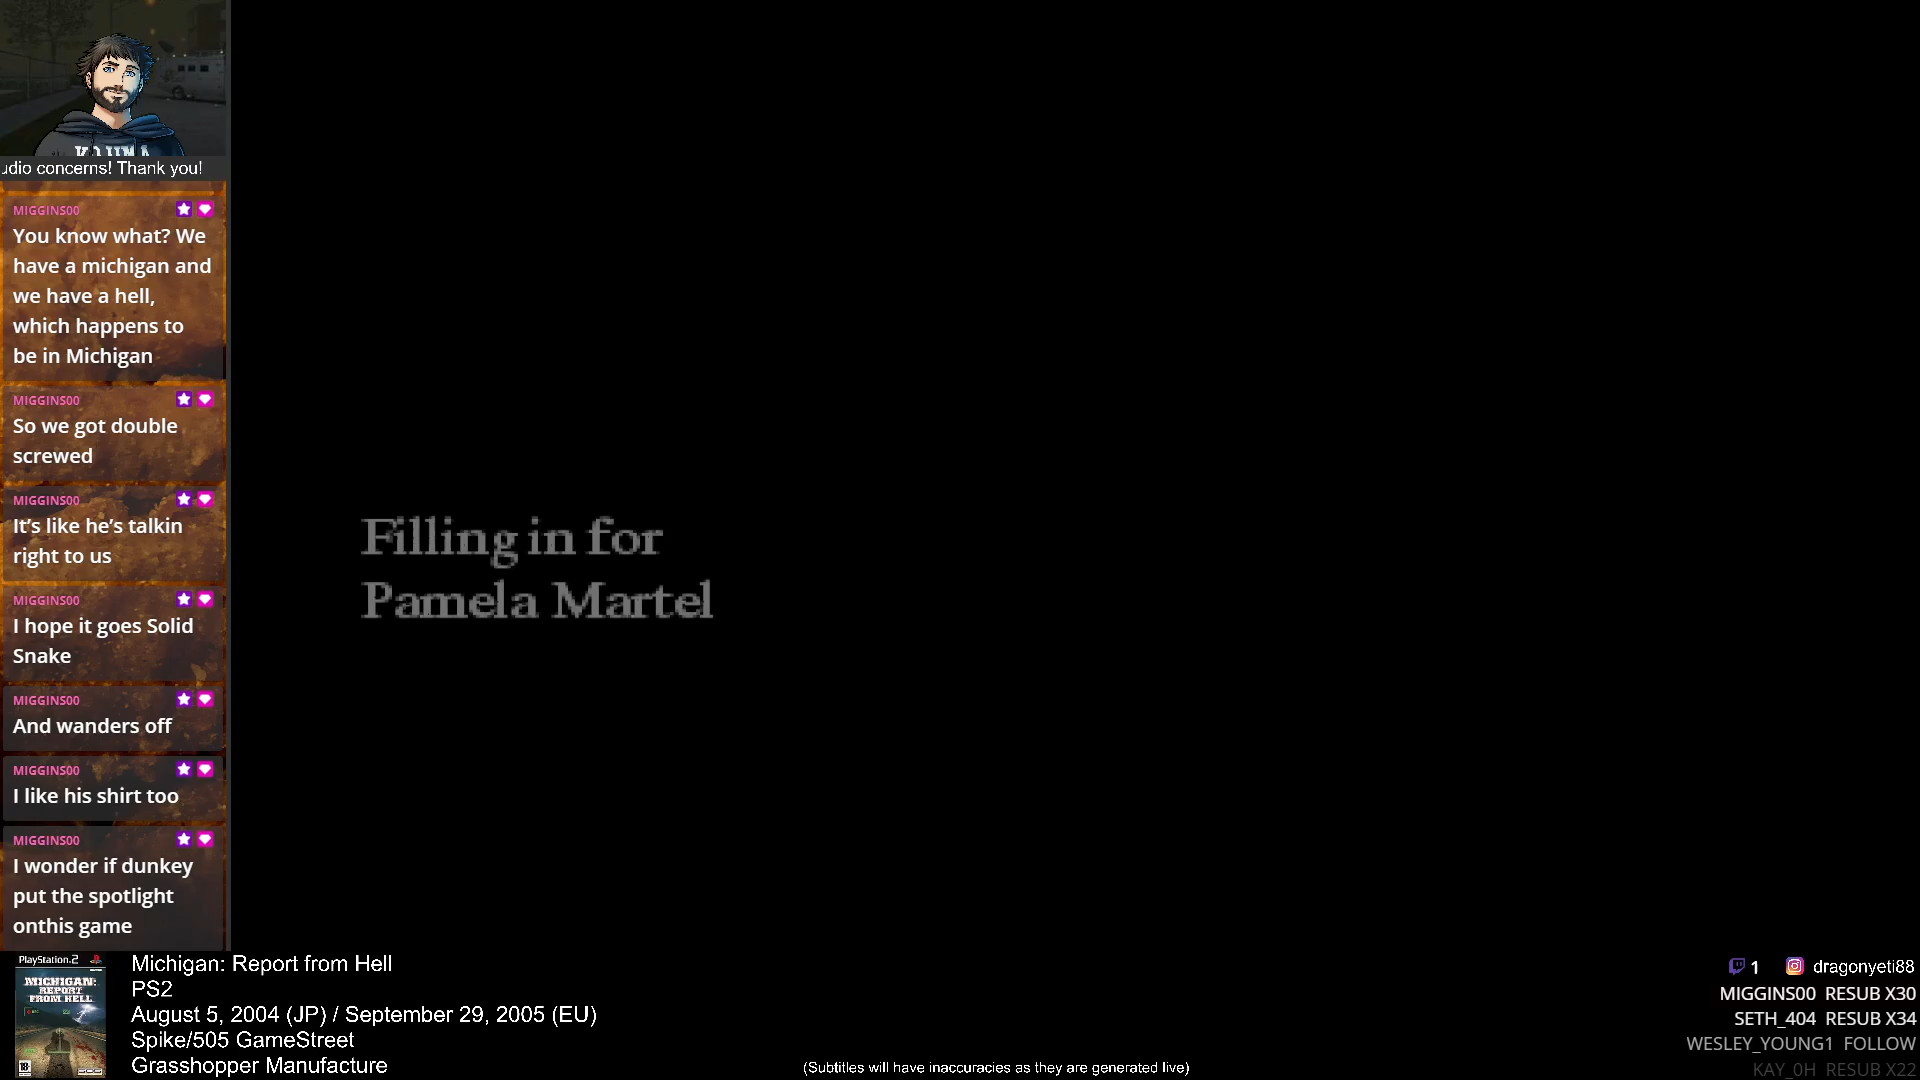 KOJIMA
udio concerns! Thank you!
MIGGINS00
You know what? We
have a michigan and
we have a hell,
which happens to
be in Michigan
MIGGINS00
So we got double
screwed
MIGGINS00
It's like he's talkin
right to us
MIGGINS00
I hope it goes Solid
Snake
MIGGINS00
And wanders off
MIGGINS00
I like his shirt too
MIGGINS00
I wonder if dunkey
put the spotlight
onthis game
Filling in for
Pamela Martel
PlayStation.2
MICHIGAN:
REPORT
FROM HELL
18
505
Michigan: Report from Hell
PS2
August 5, 2004 (JP) / September 29, 2005 (EU)
Spike/505 GameStreet
Grasshopper Manufacture
(Subtitles will have inaccuracies as they are generated live)
1 dragonyeti88
MIGGINS00 RESUB X30
SETH_404 RESUB X34
WESLEY_YOUNG1 FOLLOW
KAY_0H RESUB X22